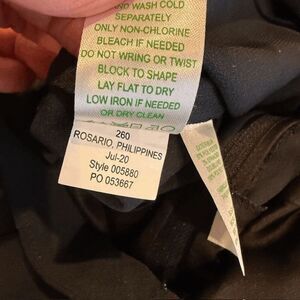 HAND WASH COLD
SEPARATELY
ONLY NON-CHLORINE
BLEACH IF NEEDED
DO NOT WRING OR TWIST
BLOCK TO SHAPE
LAY FLAT TO DRY
LOW IRON IF NEEDED
OR DRY CLEAN
260
ROSARIO, PHILIPPINES
Jul-20
Style 005880
PO 053667